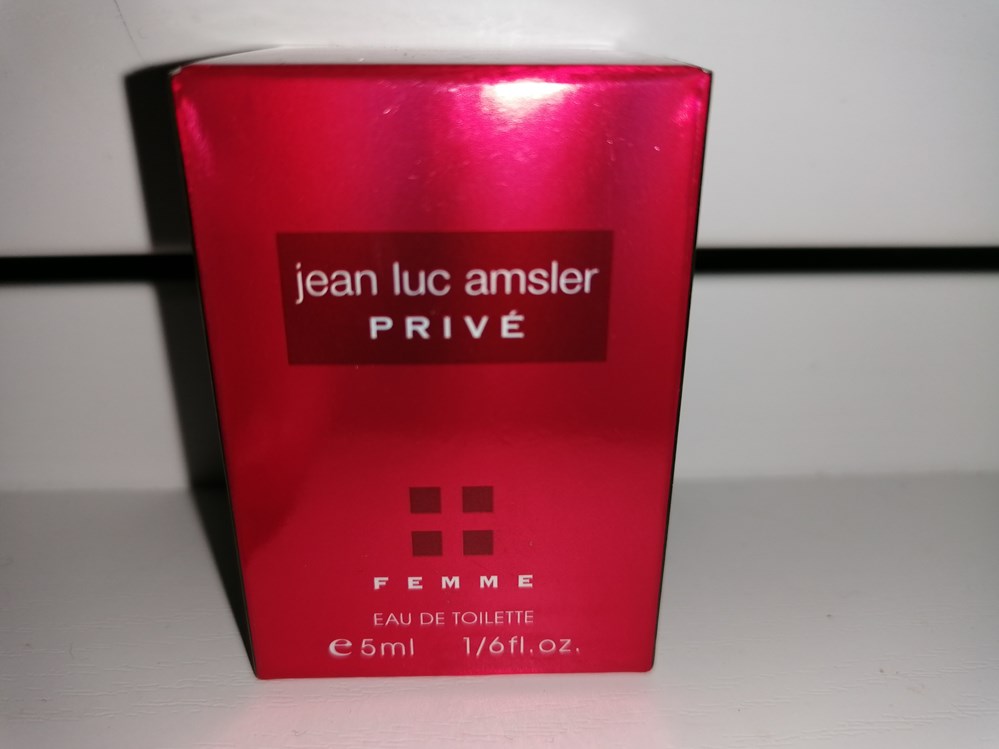 jean luc amsler
PRIVÉ
FEMME
EAU DE TOILETTE
e 5ml 1/6fl.oz.